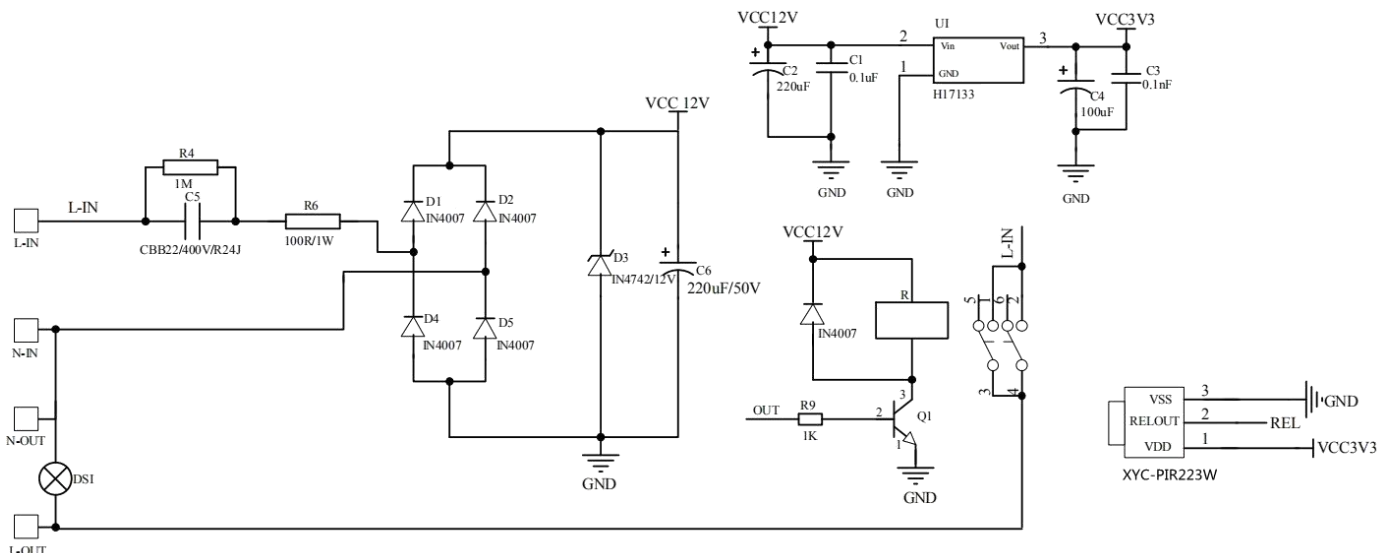 VCC12V
UI
VCC3V3
2
Vin
Vout
3
+
C2
220uF
C1
0.1uF
1
GND
H17133
+
C4
100uF
C3
0.1nF
GND
GND
GND
VCC 12V
R4
1M
C5
L-IN
L-IN
CBB22/400V/R24J
R6
100R/1W
D1
IN4007
D2
IN4007
D3
IN4742/12V
+
C6
220uF/50V
D4
IN4007
D5
IN4007
N-IN
N-OUT
DSI
L-OUT
GND
VCC12V
R
IN4007
L-IN
5
1
6
2
3
4
OUT
R9
1K
2
3
Q1
1
GND
VSS
3
GND
RELOUT
2
REL
VDD
1
VCC3V3
XYC-PIR223W